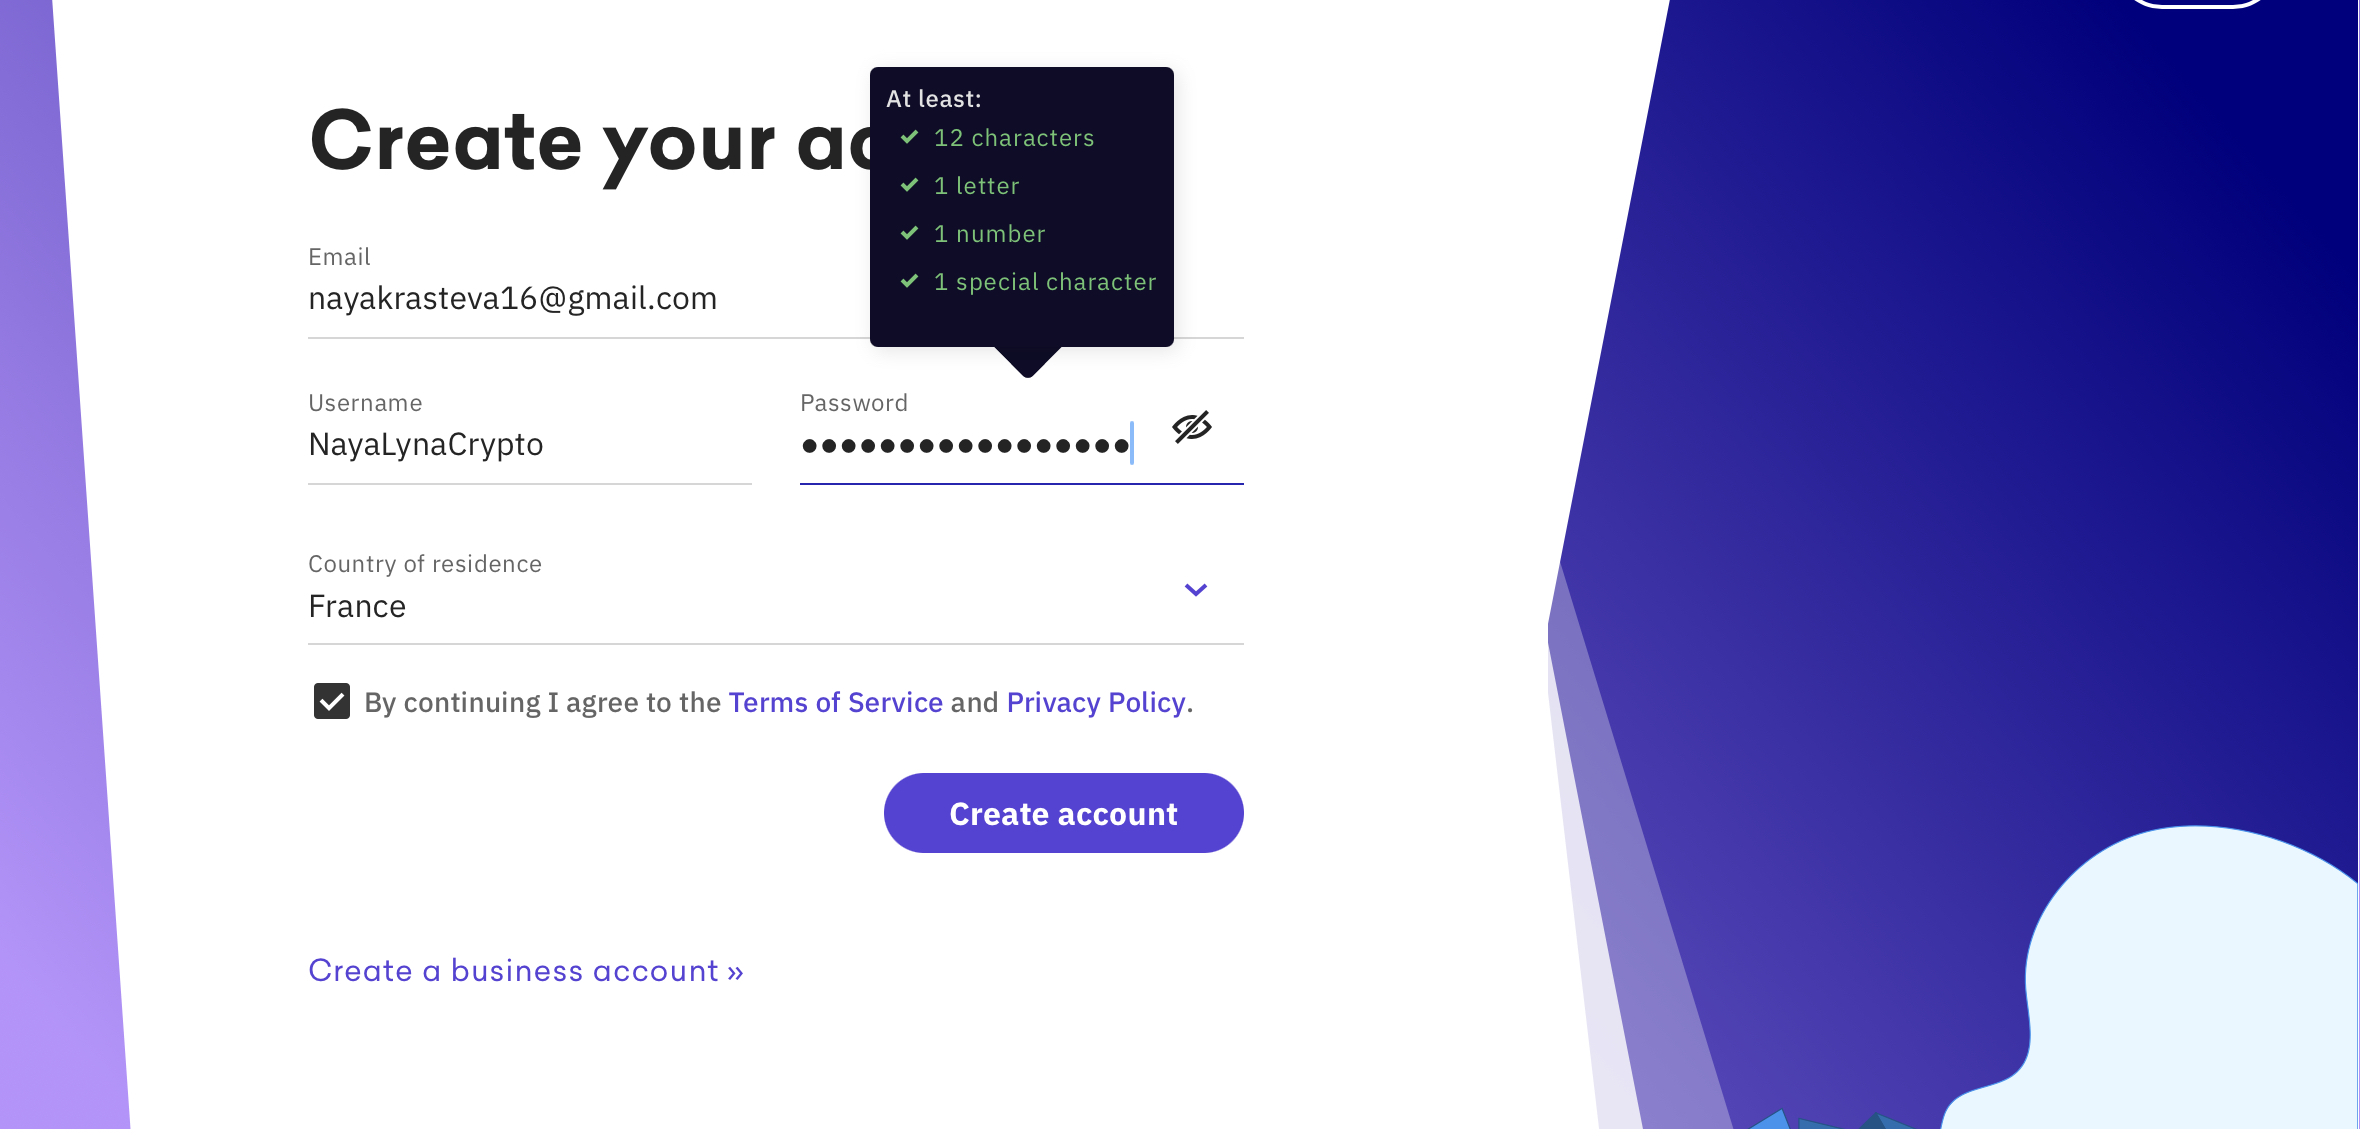 At least:
12 characters
1 letter
1 number
1 special character
Create your ac
Email
nayakrasteva16@gmail.com
Username
NayaLynaCrypto
Password
•••••••••••••••••
Country of residence
France
By continuing I agree to the Terms of Service and Privacy Policy.
Create account
Create a business account »